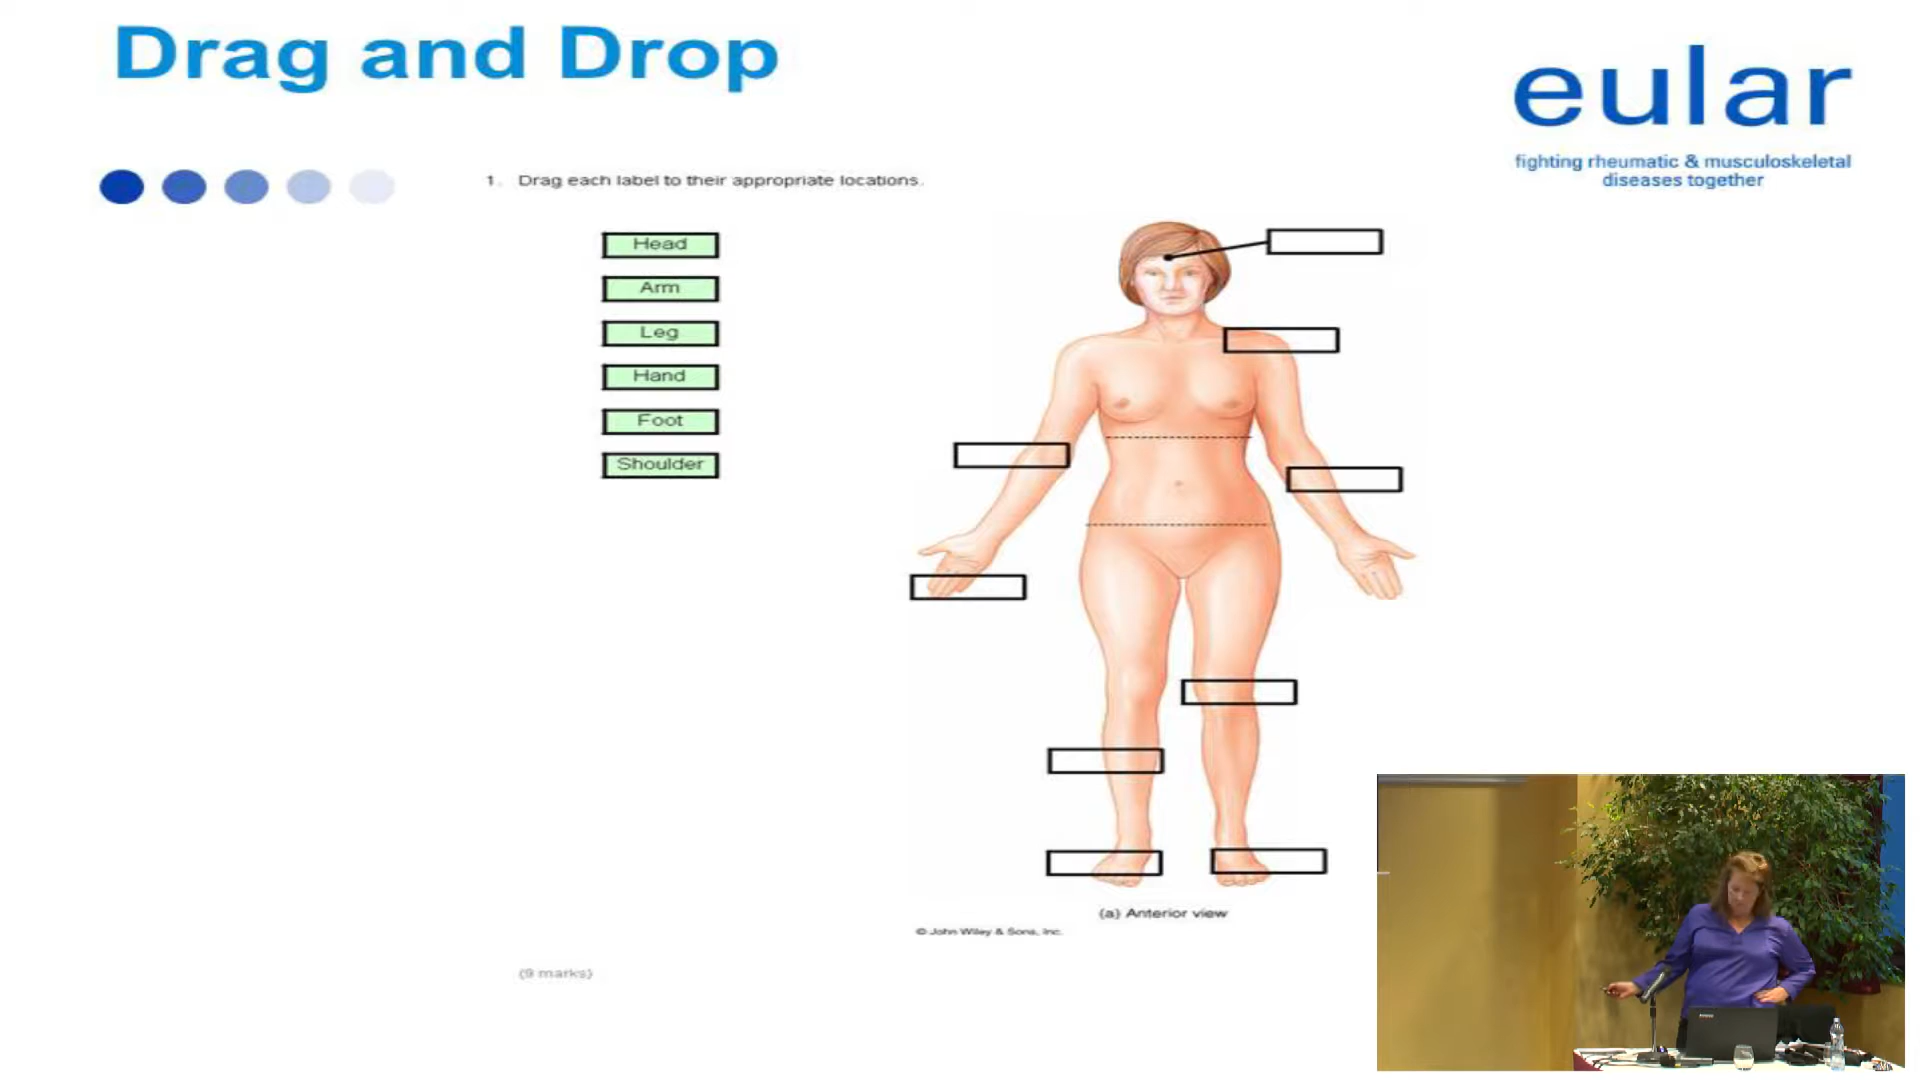 Drag and Drop
eular
fighting rheumatic & musculoskeletal
diseases together
1. Drag each label to their appropriate locations.
Head
Arm
Leg
Hand
Foot
Shoulder
(a) Anterior view
© John Wiley & Sons, Inc.
(9 marks)